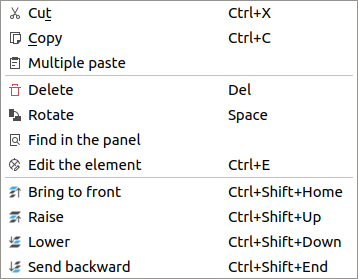 Cut Ctrl+X
Copy Ctrl+C
Multiple paste
Delete Del
Rotate Space
Find in the panel
Edit the element Ctrl+E
Bring to front Ctrl+Shift+Home
Raise Ctrl+Shift+Up
Lower Ctrl+Shift+Down
Send backward Ctrl+Shift+End